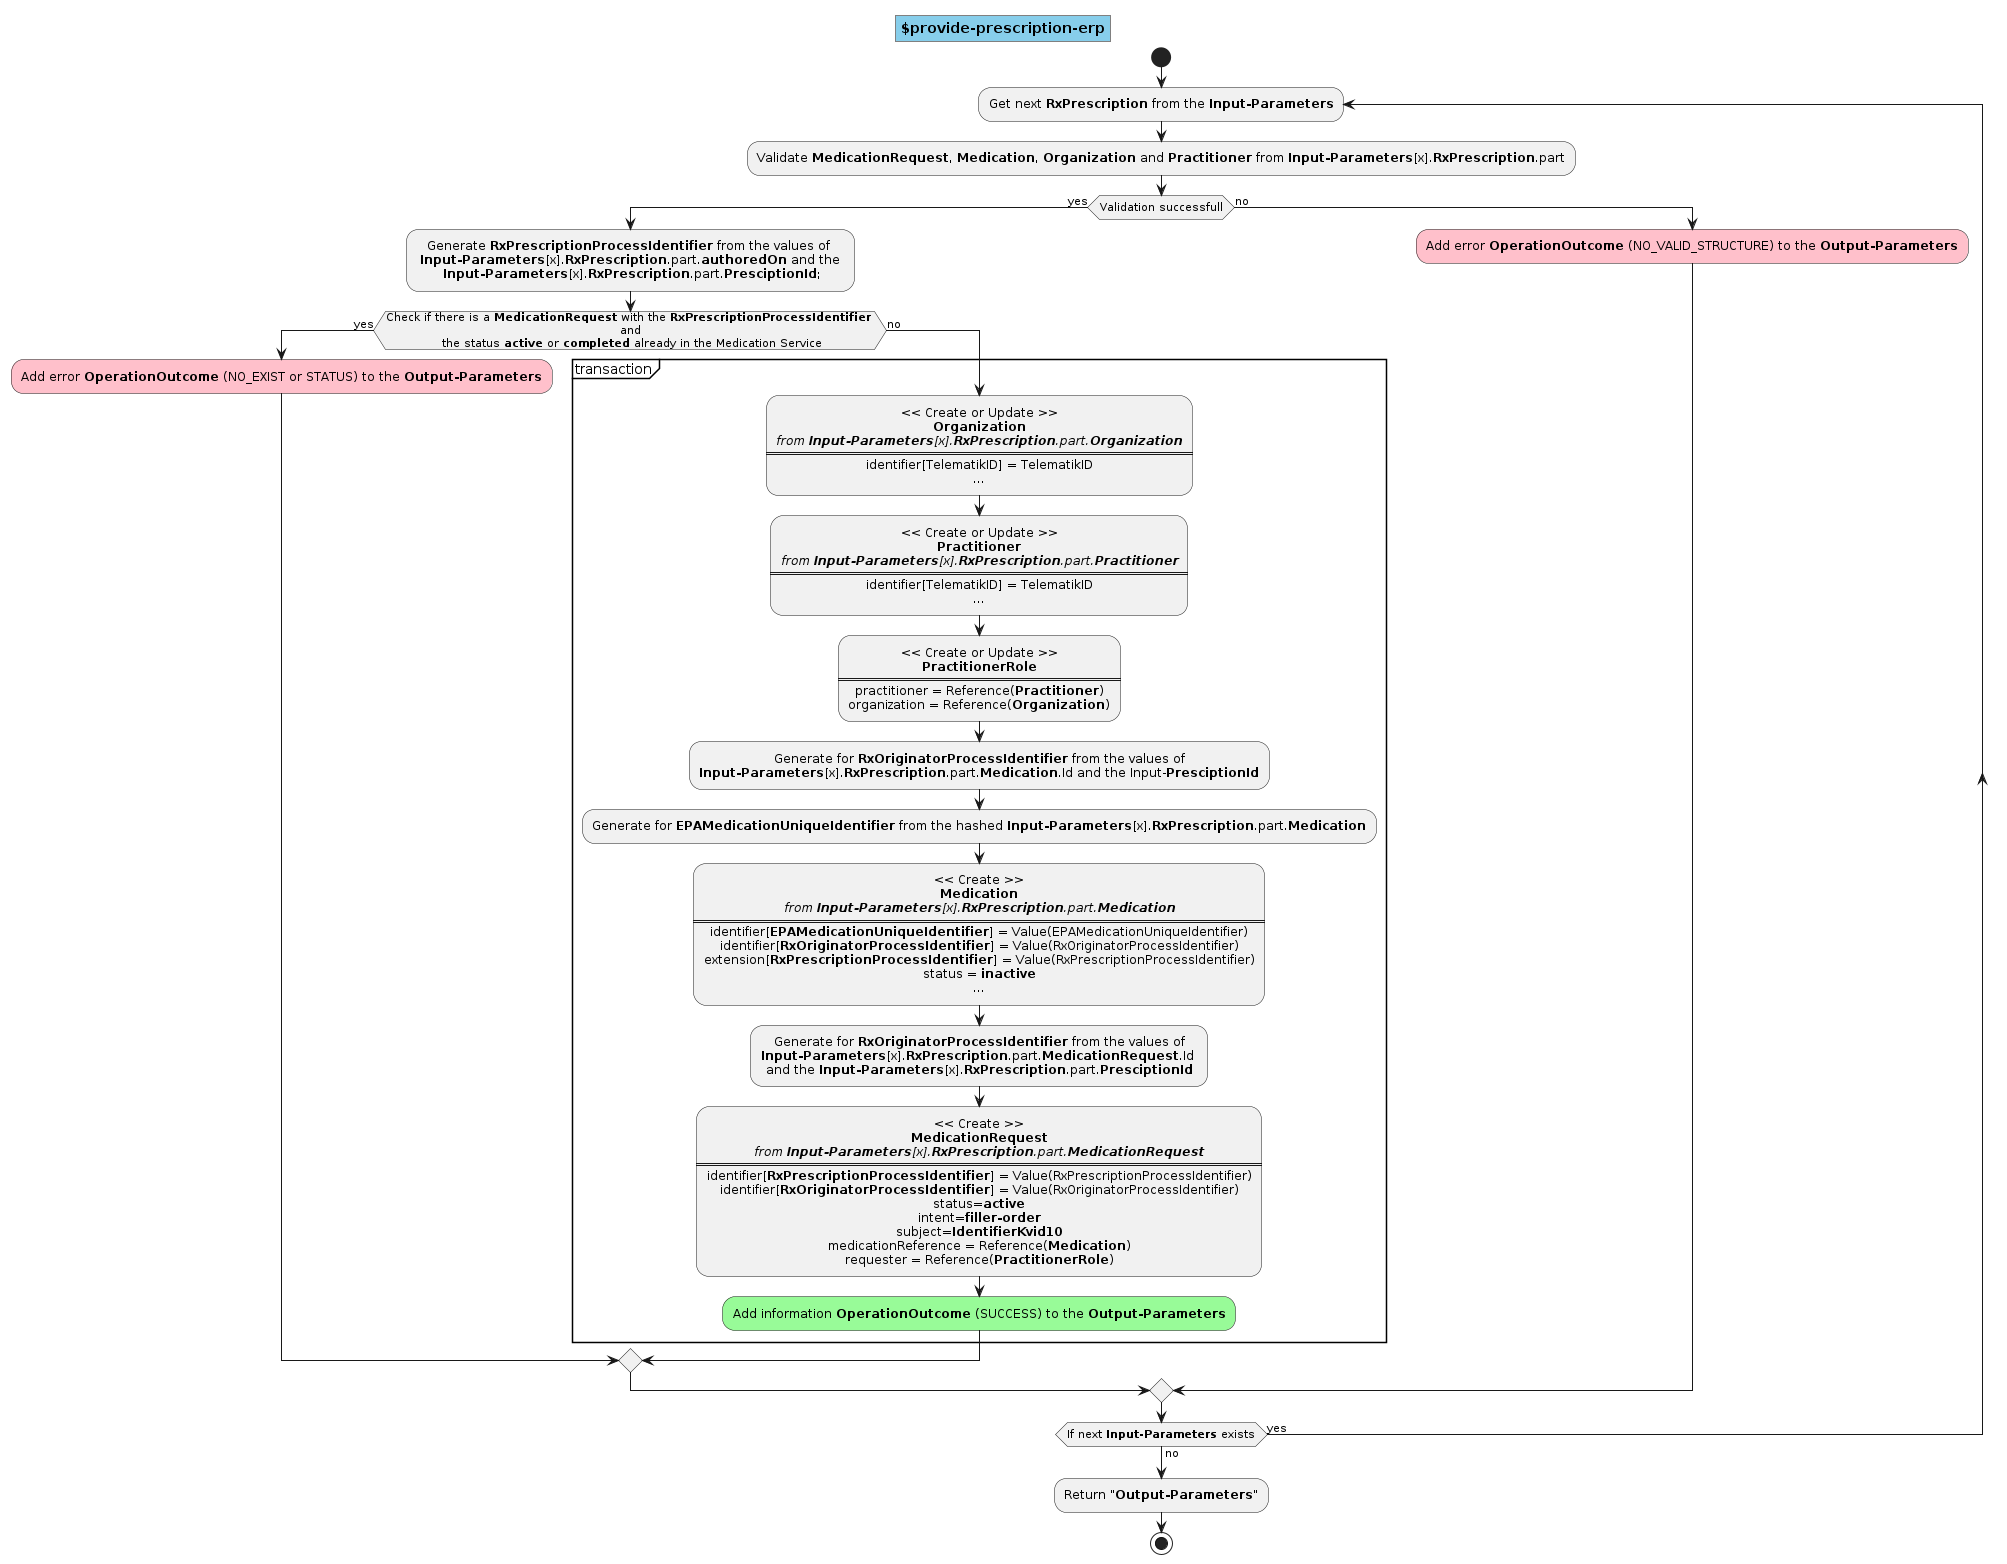 $provide-prescription-erp
Get next RxPrescription from the Input-Parameters
Validate MedicationRequest, Medication, Organization and Practitioner from Input-Parameters[x].RxPrescription.part
yes
Validation successfull
no
Generate RxPrescriptionProcessIdentifier from the values of
Input-Parameters[x].RxPrescription.part.authoredOn and the
Input-Parameters[x].RxPrescription.part.PresciptionId;
Add error OperationOutcome (NO_VALID_STRUCTURE) to the Output-Parameters
yes
Check if there is a MedicationRequest with the RxPrescriptionProcessIdentifier
and
the status active or completed already in the Medication Service
no
Add error OperationOutcome (NO_EXIST or STATUS) to the Output-Parameters
transaction
<< Create or Update >>
Organization
from Input-Parameters[x].RxPrescription.part.Organization
identifier[TelematikID] = TelematikID
...
<< Create or Update >>
Practitioner
from Input-Parameters[x].RxPrescription.part.Practitioner
identifier[TelematikID] = TelematikID
...
<< Create or Update >>
PractitionerRole
practitioner = Reference(Practitioner)
organization = Reference(Organization)
Generate for RxOriginatorProcessIdentifier from the values of
Input-Parameters[x].RxPrescription.part.Medication.Id and the Input-PresciptionId
Generate for EPAMedicationUniqueIdentifier from the hashed Input-Parameters[x].RxPrescription.part.Medication
<< Create >>
Medication
from Input-Parameters[x].RxPrescription.part.Medication
identifier[EPAMedicationUniqueIdentifier] = Value(EPAMedicationUniqueIdentifier)
identifier[RxOriginatorProcessIdentifier] = Value(RxOriginatorProcessIdentifier)
extension[RxPrescriptionProcessIdentifier] = Value(RxPrescriptionProcessIdentifier)
status = inactive
...
Generate for RxOriginatorProcessIdentifier from the values of
Input-Parameters[x].RxPrescription.part.MedicationRequest.Id
and the Input-Parameters[x].RxPrescription.part.PresciptionId
<< Create >>
MedicationRequest
from Input-Parameters[x].RxPrescription.part.MedicationRequest
identifier[RxPrescriptionProcessIdentifier] = Value(RxPrescriptionProcessIdentifier)
identifier[RxOriginatorProcessIdentifier] = Value(RxOriginatorProcessIdentifier)
status=active
intent=filler-order
subject=IdentifierKvid10
medicationReference = Reference(Medication)
requester = Reference(PractitionerRole)
Add information OperationOutcome (SUCCESS) to the Output-Parameters
If next Input-Parameters exists
yes
no
Return "Output-Parameters"